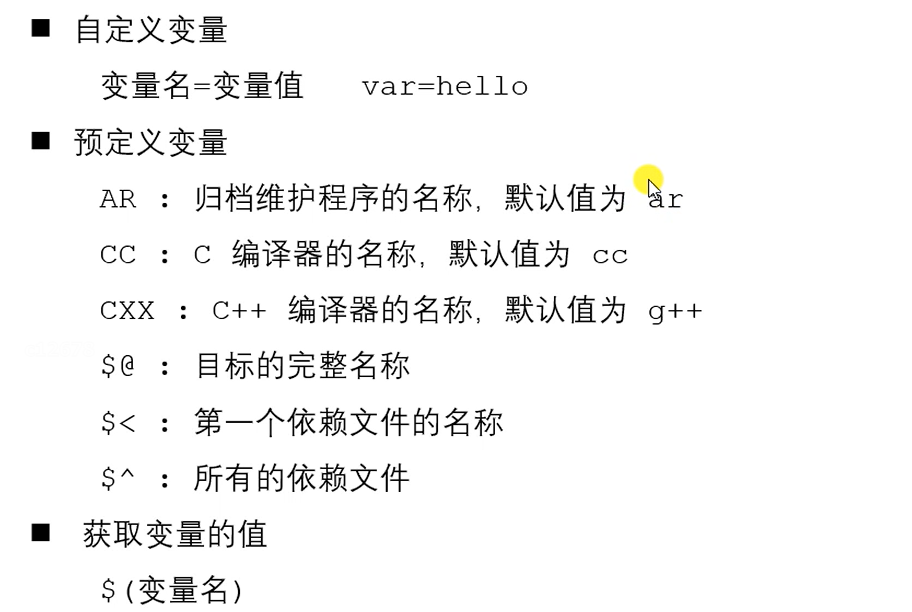 ■ 自定义变量
变量名=变量值 var=hello
■ 预定义变量
AR : 归档维护程序的名称, 默认值为 ar
CC : C 编译器的名称, 默认值为 cc
CXX : C++ 编译器的名称, 默认值为 g++
$@ : 目标的完整名称
$< : 第一个依赖文件的名称
$^ : 所有的依赖文件
■ 获取变量的值
$(变量名)